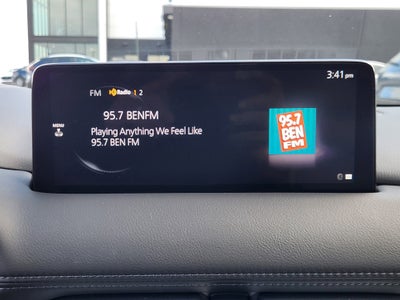 3:41 pm
FM HD Radio 1 2
95.7 BENFM
MENU
Playing Anything We Feel Like
95.7 BEN FM
95.7
BEN
FM